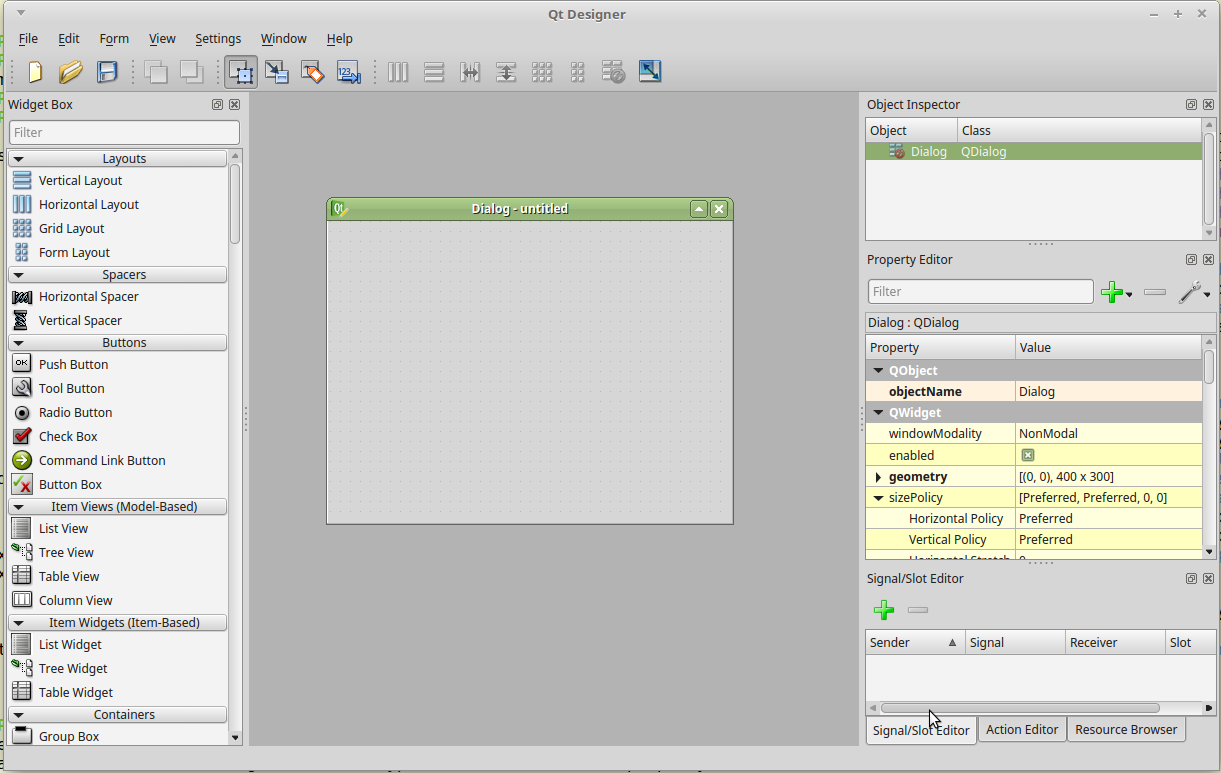 Qt Designer
File Edit Form View Settings Window Help
123
Widget Box
Filter
Layouts
Vertical Layout
Horizontal Layout
Grid Layout
Form Layout
Spacers
Horizontal Spacer
Vertical Spacer
Buttons
OK Push Button
Tool Button
Radio Button
Check Box
Command Link Button
Button Box
Item Views (Model-Based)
List View
Tree View
Table View
Column View
Item Widgets (Item-Based)
List Widget
Tree Widget
Table Widget
Containers
Group Box
Qt Dialog - untitled
Object Inspector
Object Class
Dialog QDialog
Property Editor
Filter
Dialog : QDialog
Property Value
QObject
objectName Dialog
QWidget
windowModality NonModal
enabled
geometry [(0, 0), 400 x 300]
sizePolicy [Preferred, Preferred, 0, 0]
Horizontal Policy Preferred
Vertical Policy Preferred
Horizontal Stretch 0
Signal/Slot Editor
Sender Signal Receiver Slot
Signal/Slot Editor Action Editor Resource Browser